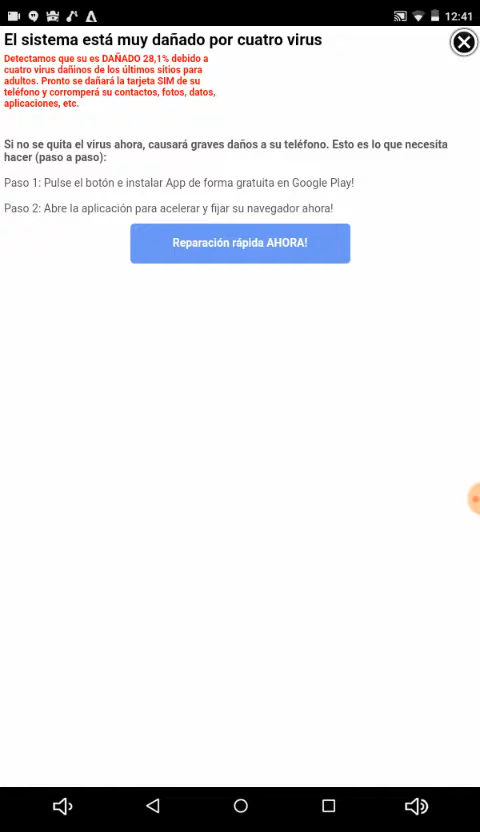 12:41
El sistema está muy dañado por cuatro virus
Detectamos que su es DAÑADO 28,1% debido a
cuatro virus dañinos de los últimos sitios para
adultos. Pronto se dañará la tarjeta SIM de su
teléfono y corromperá su contactos, fotos, datos,
aplicaciones, etc.
Si no se quita el virus ahora, causará graves daños a su teléfono. Esto es lo que necesita
hacer (paso a paso):
Paso 1: Pulse el botón e instalar App de forma gratuita en Google Play!
Paso 2: Abre la aplicación para acelerar y fijar su navegador ahora!
Reparación rápida AHORA!